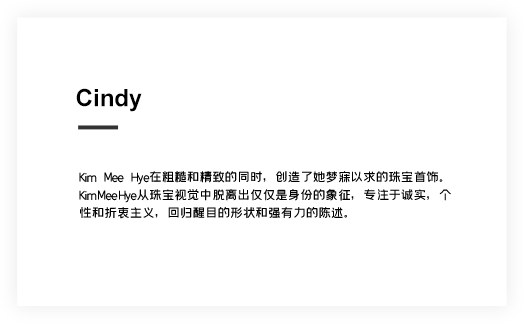 Cindy
Kim Mee Hye在粗糙和精致的同时，创造了她梦寐以求的珠宝首饰。
KimMeeHye从珠宝视觉中脱离出仅仅是身份的象征，专注于诚实，个
性和折衷主义，回归醒目的形状和强有力的陈述。